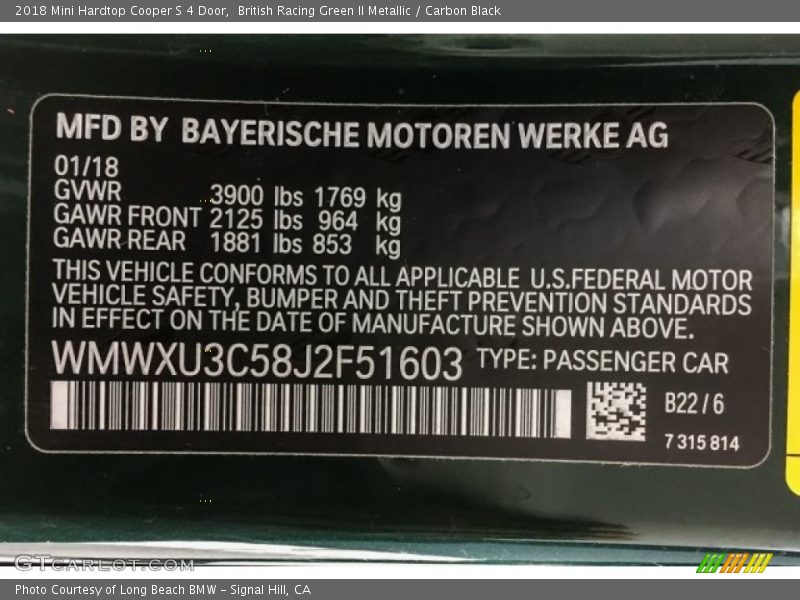 2018 Mini Hardtop Cooper S 4 Door,  British Racing Green II Metallic / Carbon Black
MFD BY BAYERISCHE MOTOREN WERKE AG
01/18
GVWR 3900 lbs 1769 kg
GAWR FRONT 2125 lbs 964 kg
GAWR REAR 1881 lbs 853 kg
THIS VEHICLE CONFORMS TO ALL APPLICABLE U.S.FEDERAL MOTOR
VEHICLE SAFETY, BUMPER AND THEFT PREVENTION STANDARDS
IN EFFECT ON THE DATE OF MANUFACTURE SHOWN ABOVE.
WMWXU3C58J2F51603 TYPE: PASSENGER CAR
B22/6
7 315 814
GTCARLOT.COM
Photo Courtesy of Long Beach BMW - Signal Hill, CA